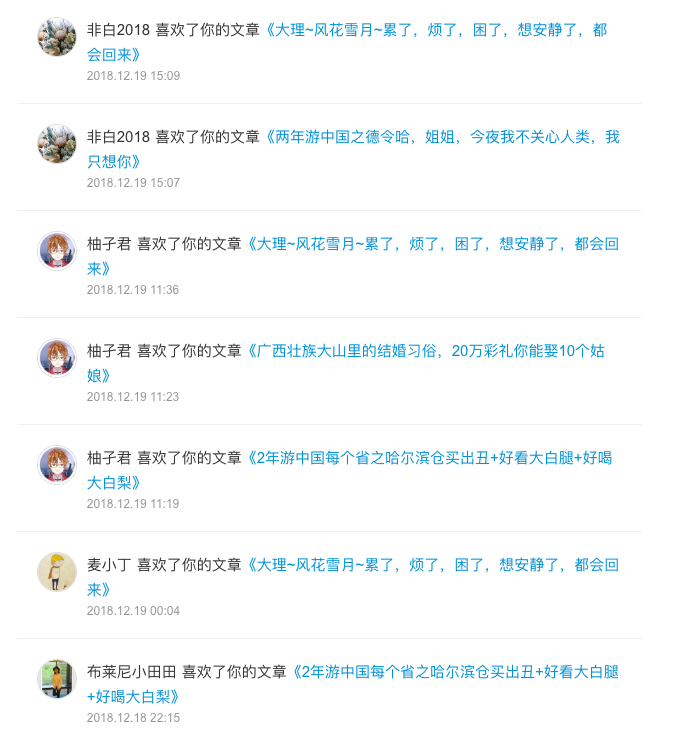 非白2018 喜欢了你的文章《大理~风花雪月~累了，烦了，困了，想安静了，都
会回来》
2018.12.19 15:09
非白2018 喜欢了你的文章《两年游中国之德令哈，姐姐，今夜我不关心人类，我
只想你》
2018.12.19 15:07
柚子君 喜欢了你的文章《大理~风花雪月~累了，烦了，困了，想安静了，都会回
来》
2018.12.19 11:36
柚子君 喜欢了你的文章《广西壮族大山里的结婚习俗，20万彩礼你能娶10个姑
娘》
2018.12.19 11:23
柚子君 喜欢了你的文章《2年游中国每个省之哈尔滨仓买出丑+好看大白腿+好喝
大白梨》
2018.12.19 11:19
麦小丁 喜欢了你的文章《大理~风花雪月~累了，烦了，困了，想安静了，都会回
来》
2018.12.19 00:04
布莱尼小田田 喜欢了你的文章《2年游中国每个省之哈尔滨仓买出丑+好看大白腿
+好喝大白梨》
2018.12.18 22:15